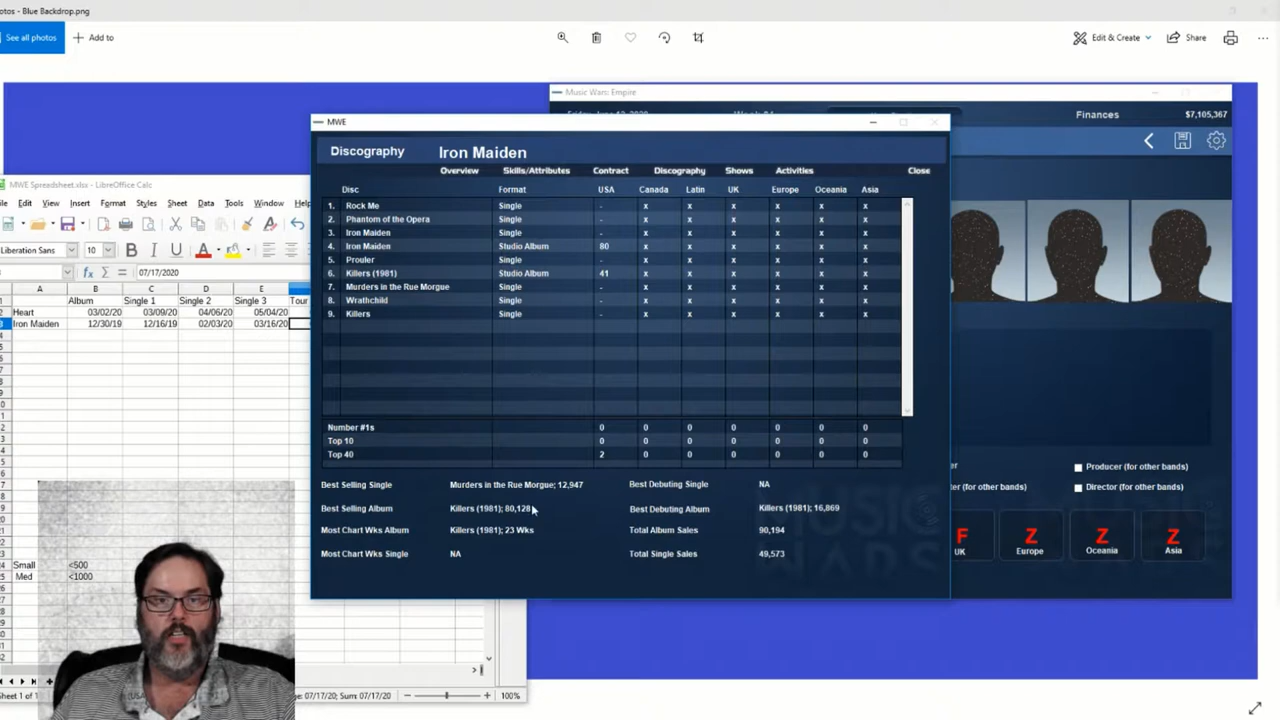 otos - Blue Backdrop.png
See all photos
Add to
Edit & Create
Share
Music Wars: Empire
Finances
$7,105,367
MWE
Discography
Iron Maiden
Overview Skills/Attributes Contract Discography Shows Activities Close
Disc Format USA Canada Latin UK Europe Oceania Asia
1. Rock Me Single - x x x x x x
2. Phantom of the Opera Single - x x x x x x
3. Iron Maiden Single - x x x x x x
4. Iron Maiden Studio Album 80 x x x x x x
5. Prouler Single - x x x x x x
6. Killers (1981) Studio Album 41 x x x x x x
7. Murders in the Rue Morgue Single - x x x x x x
8. Wrathchild Single - x x x x x x
9. Killers Single - x x x x x x
Number #1s 0 0 0 0 0 0 0
Top 10 0 0 0 0 0 0 0
Top 40 2 0 0 0 0 0 0
Best Selling Single Murders in the Rue Morgue; 12,947 Best Debuting Single NA
Best Selling Album Killers (1981); 80,128 Best Debuting Album Killers (1981); 16,869
Most Chart Wks Album Killers (1981); 23 Wks Total Album Sales 90,194
Most Chart Wks Single NA Total Single Sales 49,573
MUSIC
WARS
Producer (for other bands)
Director (for other bands)
F Z Z Z
UK Europe Oceania Asia
MWE Spreadsheet.xlsx - LibreOffice Calc
File Edit View Insert Format Styles Sheet Data Tools Window
Liberation Sans 10 B I U A
07/17/2020
A B C D E
Album Single 1 Single 2 Single 3 Tour
Heart 03/02/20 03/09/20 04/06/20 05/04/20
Iron Maiden 12/30/19 12/16/19 02/03/20 03/16/20
Small <500
Med <1000
100%